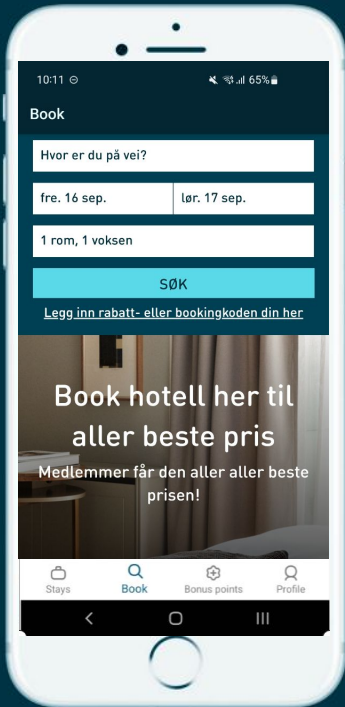 10:11
65%
Book
Hvor er du på vei?
fre. 16 sep.
lør. 17 sep.
1 rom, 1 voksen
SØK
Legg inn rabatt- eller bookingkoden din her
Book hotell her til
aller beste pris
Medlemmer får den aller aller beste
prisen!
Stays
Book
Bonus points
Profile